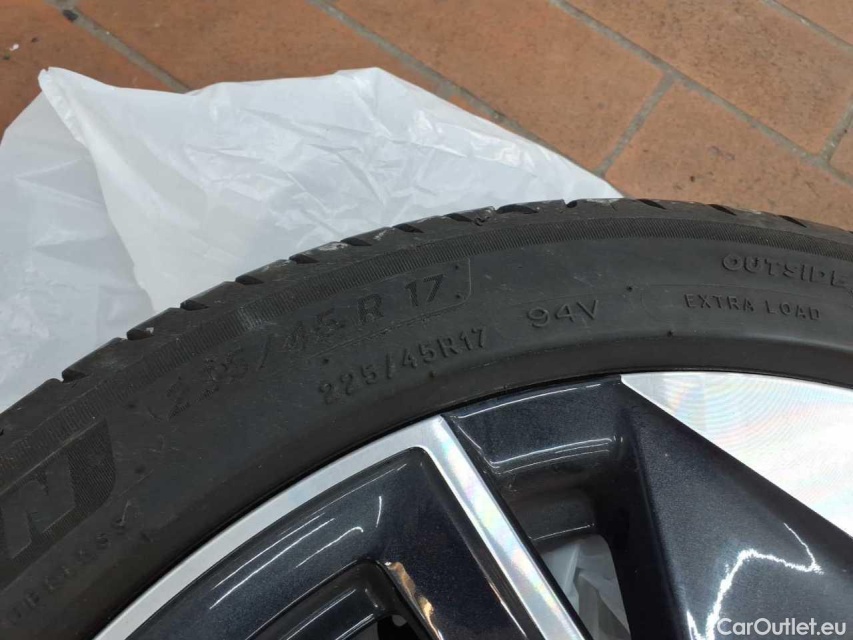 225/45 R 17
225/45R17 94V
OUTSIDE
EXTRA LOAD
N
CarOutlet.eu